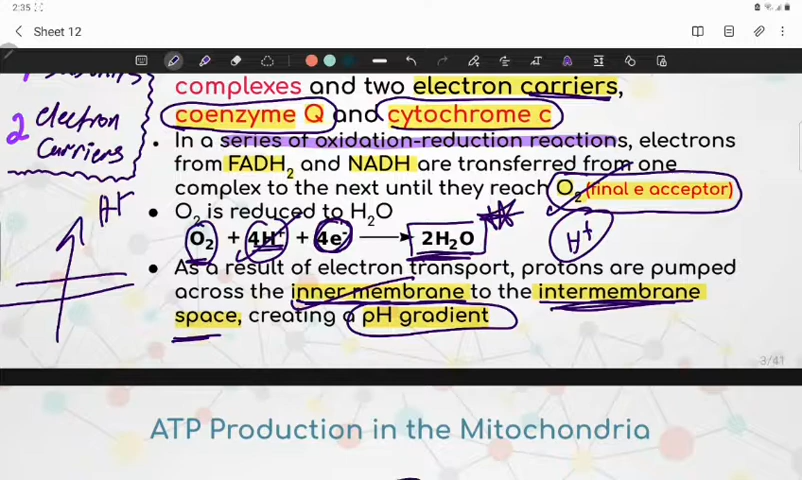 2:35
Sheet 12
complexes and two electron carriers,
2 electron
Carriers
coenzyme Q and cytochrome c
• In a series of oxidation-reduction reactions, electrons
from FADH2 and NADH are transferred from one
complex to the next until they reach O2 (final e acceptor)
H+
• O2 is reduced to H2O
O2 + 4H+ + 4e- → 2H2O
H+
• As a result of electron transport, protons are pumped
across the inner membrane to the intermembrane
space, creating a pH gradient
3/41
ATP Production in the Mitochondria